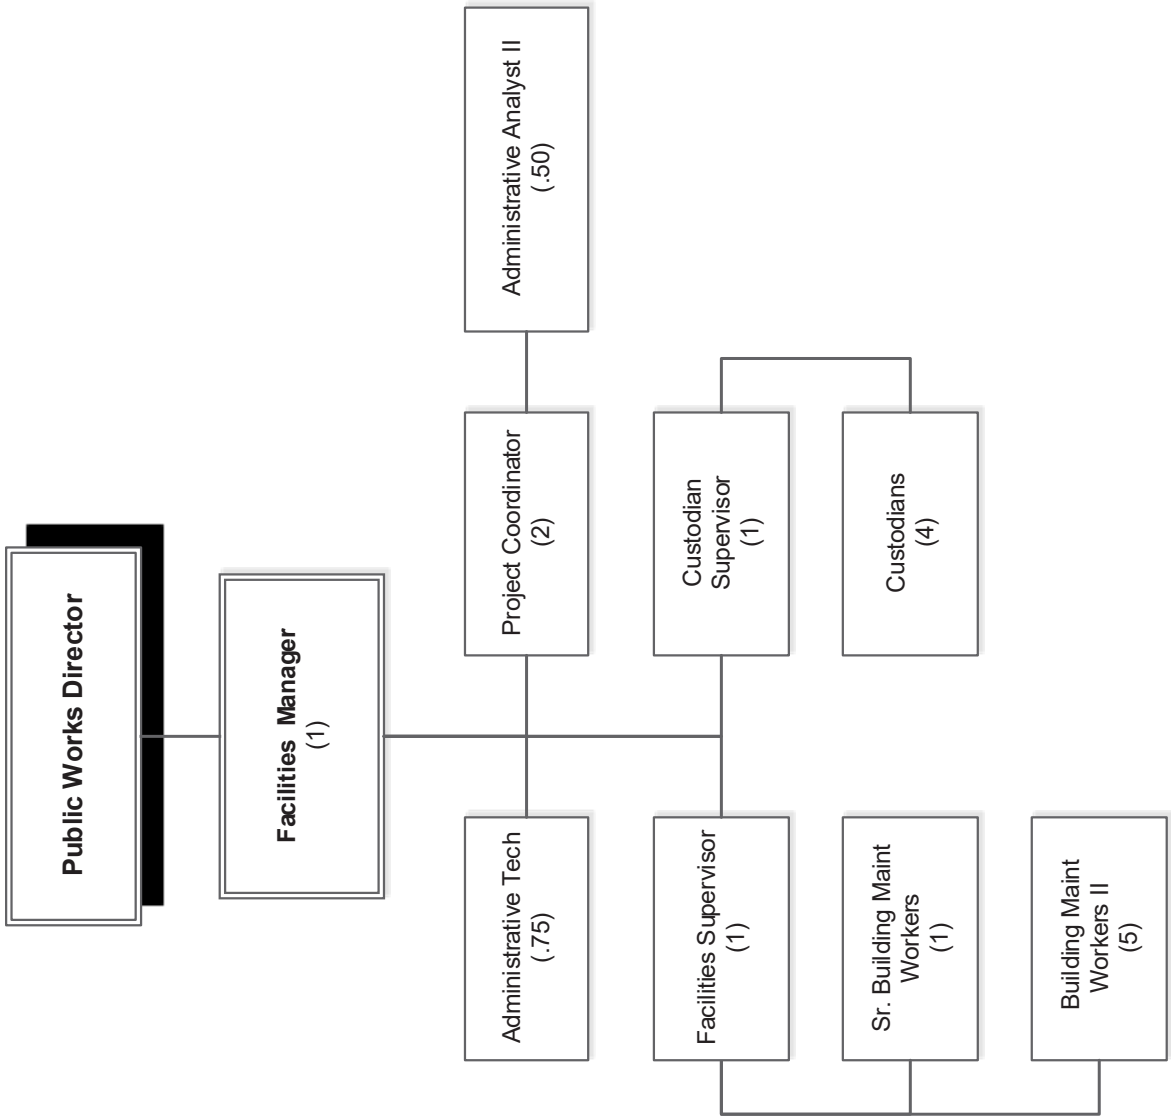 Public Works Director
Facilities Manager
(1)
Administrative Tech
(.75)
Project Coordinator
(2)
Administrative Analyst II
(.50)
Facilities Supervisor
(1)
Custodian
Supervisor
(1)
Sr. Building Maint
Workers
(1)
Custodians
(4)
Building Maint
Workers II
(5)